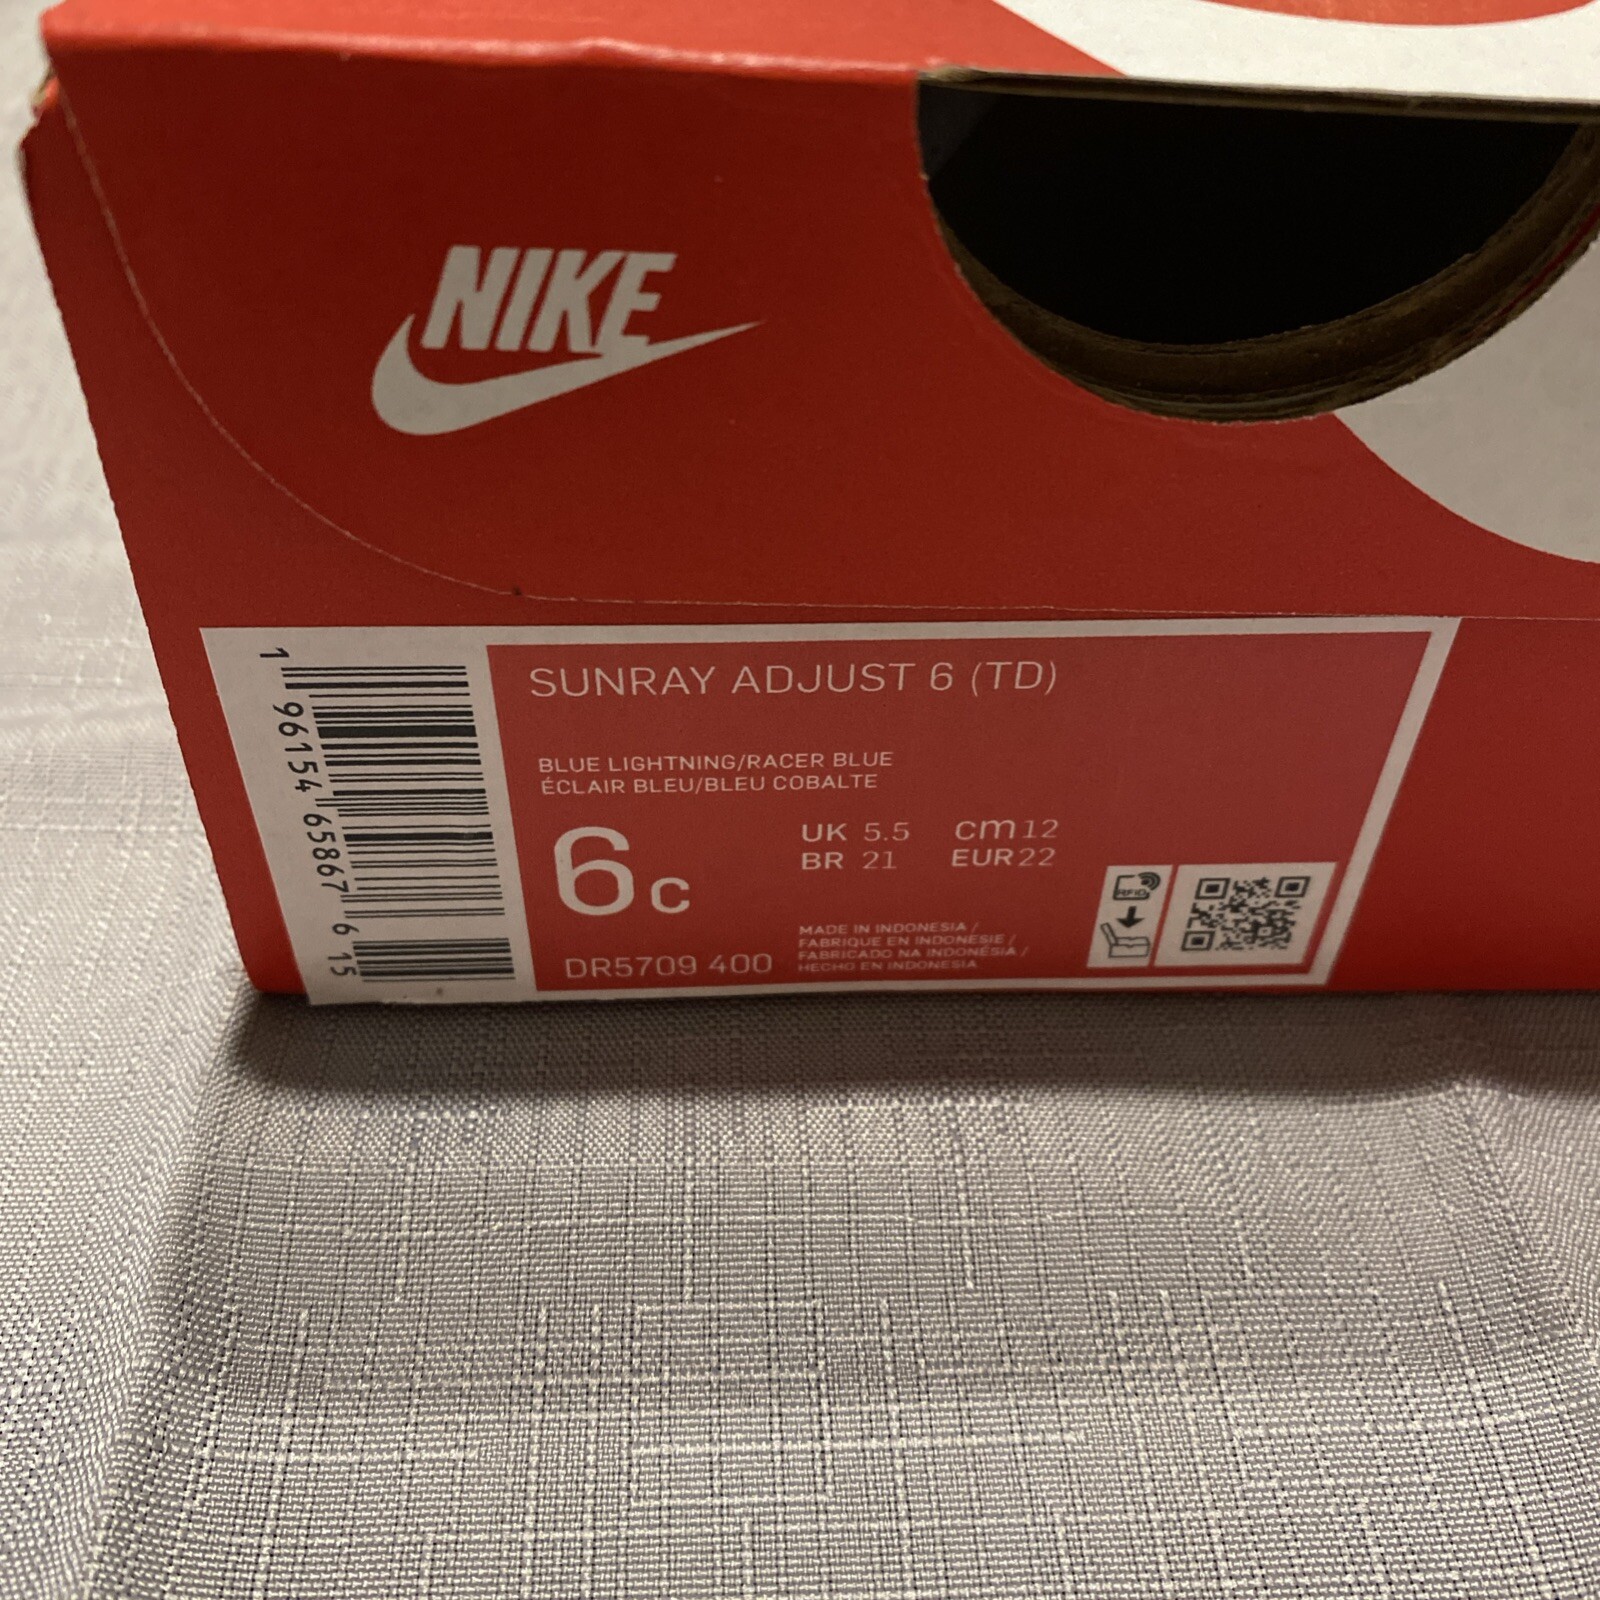 NIKE
SUNRAY ADJUST 6 (TD)
BLUE LIGHTNING/RACER BLUE
ÉCLAIR BLEU/BLEU COBALTE
6C
UK 5.5 cm 12
BR 21 EUR 22
DR5709 400
MADE IN INDONESIA /
FABRIQUE EN INDONESIE /
FABRICADO NA INDONÉSIA /
HECHO EN INDONESIA
RFID
1 96154 65867 6 15